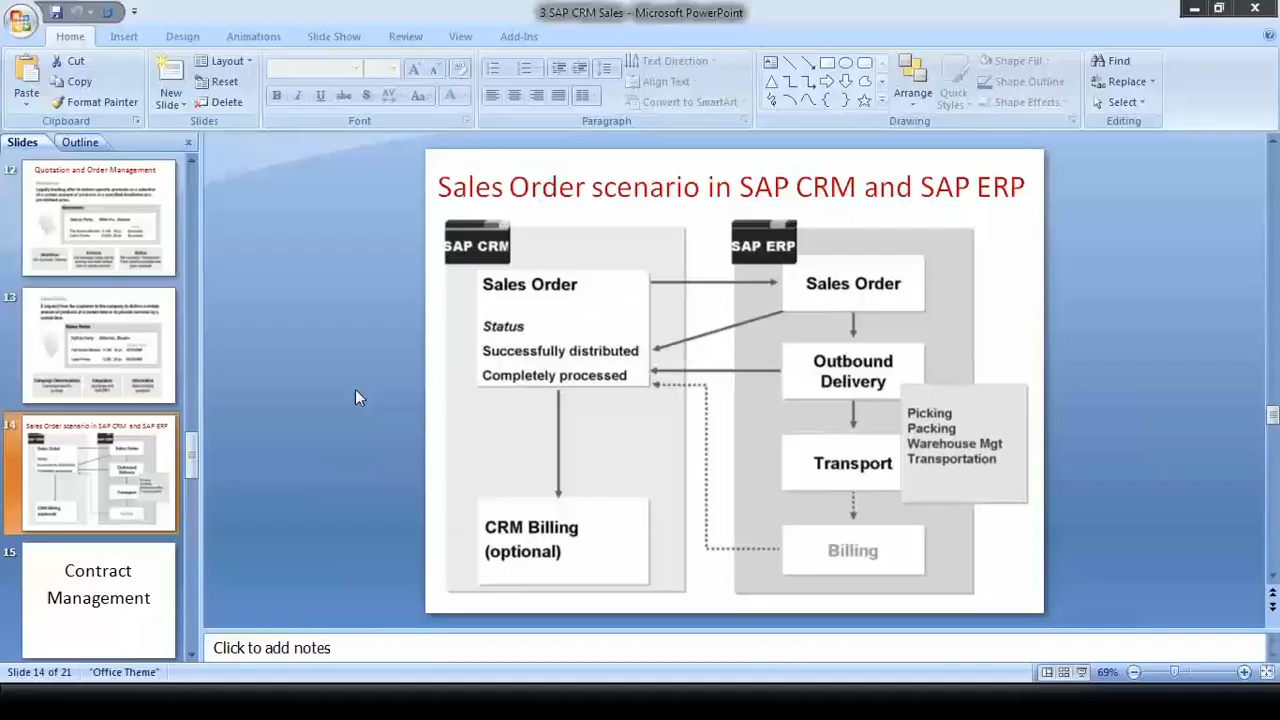 3 SAP CRM Sales - Microsoft PowerPoint
Home Insert Design Animations Slide Show Review View Add-Ins
Paste
Cut
Copy
Format Painter
Clipboard
New Slide
Layout
Reset
Delete
Slides
B I U abc S AV Aa A
Font
Text Direction
Align Text
Convert to SmartArt
Paragraph
Arrange
Quick Styles
Shape Fill
Shape Outline
Shape Effects
Drawing
Find
Replace
Select
Editing
Slides Outline
12
Quotation and Order Management
13
14
Sales Order scenario in SAP CRM and SAP ERP
15
Contract
Management
Sales Order scenario in SAP CRM and SAP ERP
SAP CRM
Sales Order
Status
Successfully distributed
Completely processed
CRM Billing
(optional)
SAP ERP
Sales Order
Outbound
Delivery
Picking
Packing
Warehouse Mgt
Transportation
Transport
Billing
Click to add notes
Slide 14 of 21 "Office Theme" 69%